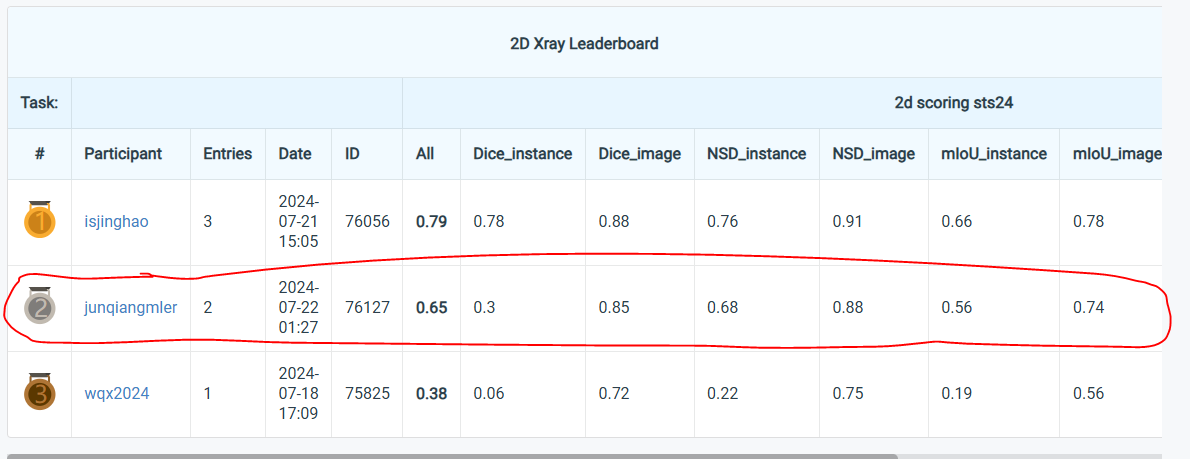 2D Xray Leaderboard
Task: 2d scoring sts24
# Participant Entries Date ID All Dice_instance Dice_image NSD_instance NSD_image mIoU_instance mIoU_image
1 isjinghao 3 2024-07-21 15:05 76056 0.79 0.78 0.88 0.76 0.91 0.66 0.78
2 junqiangmler 2 2024-07-22 01:27 76127 0.65 0.3 0.85 0.68 0.88 0.56 0.74
3 wqx2024 1 2024-07-18 17:09 75825 0.38 0.06 0.72 0.22 0.75 0.19 0.56